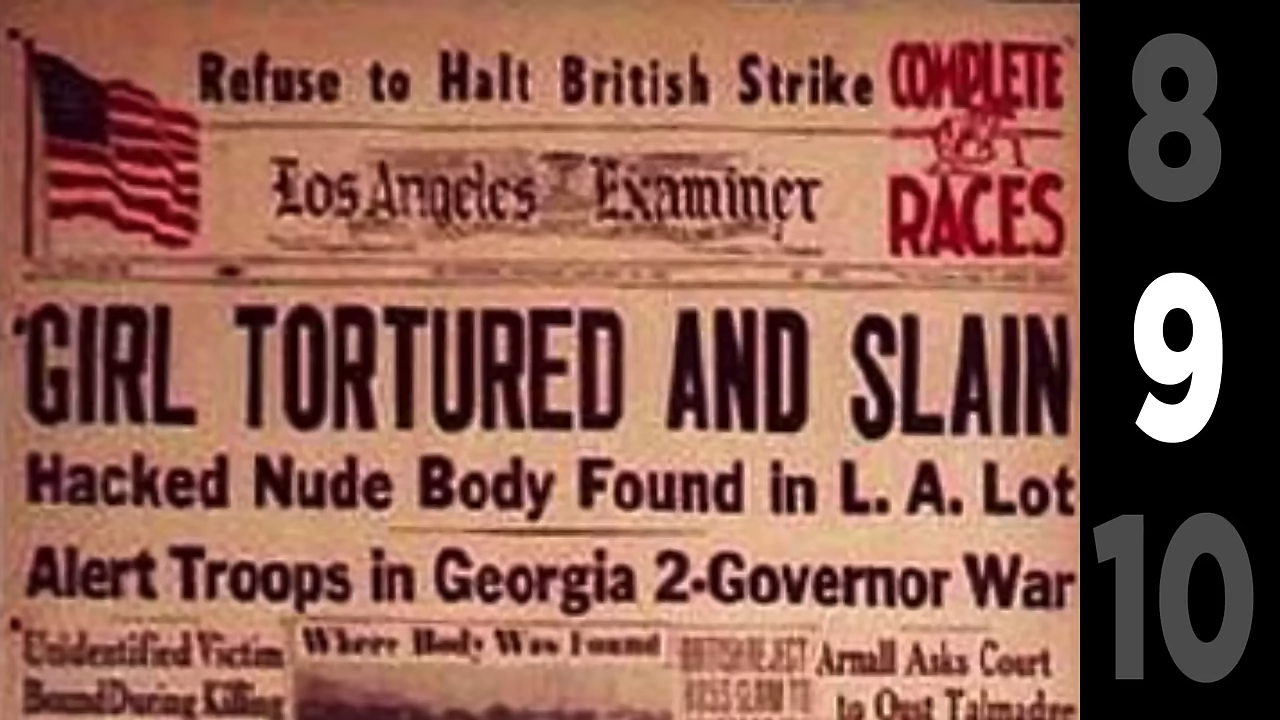 Refuse to Halt British Strike
COMPLETE
RACES
Los Angeles Examiner
GIRL TORTURED AND SLAIN
Hacked Nude Body Found in L. A. Lot
Alert Troops in Georgia 2-Governor War
Unidentified Victim
Bound During Killing
Where Body Was Found
BRITISH REJECT
Arnall Asks Court
to Oust Talmadge
8
9
10